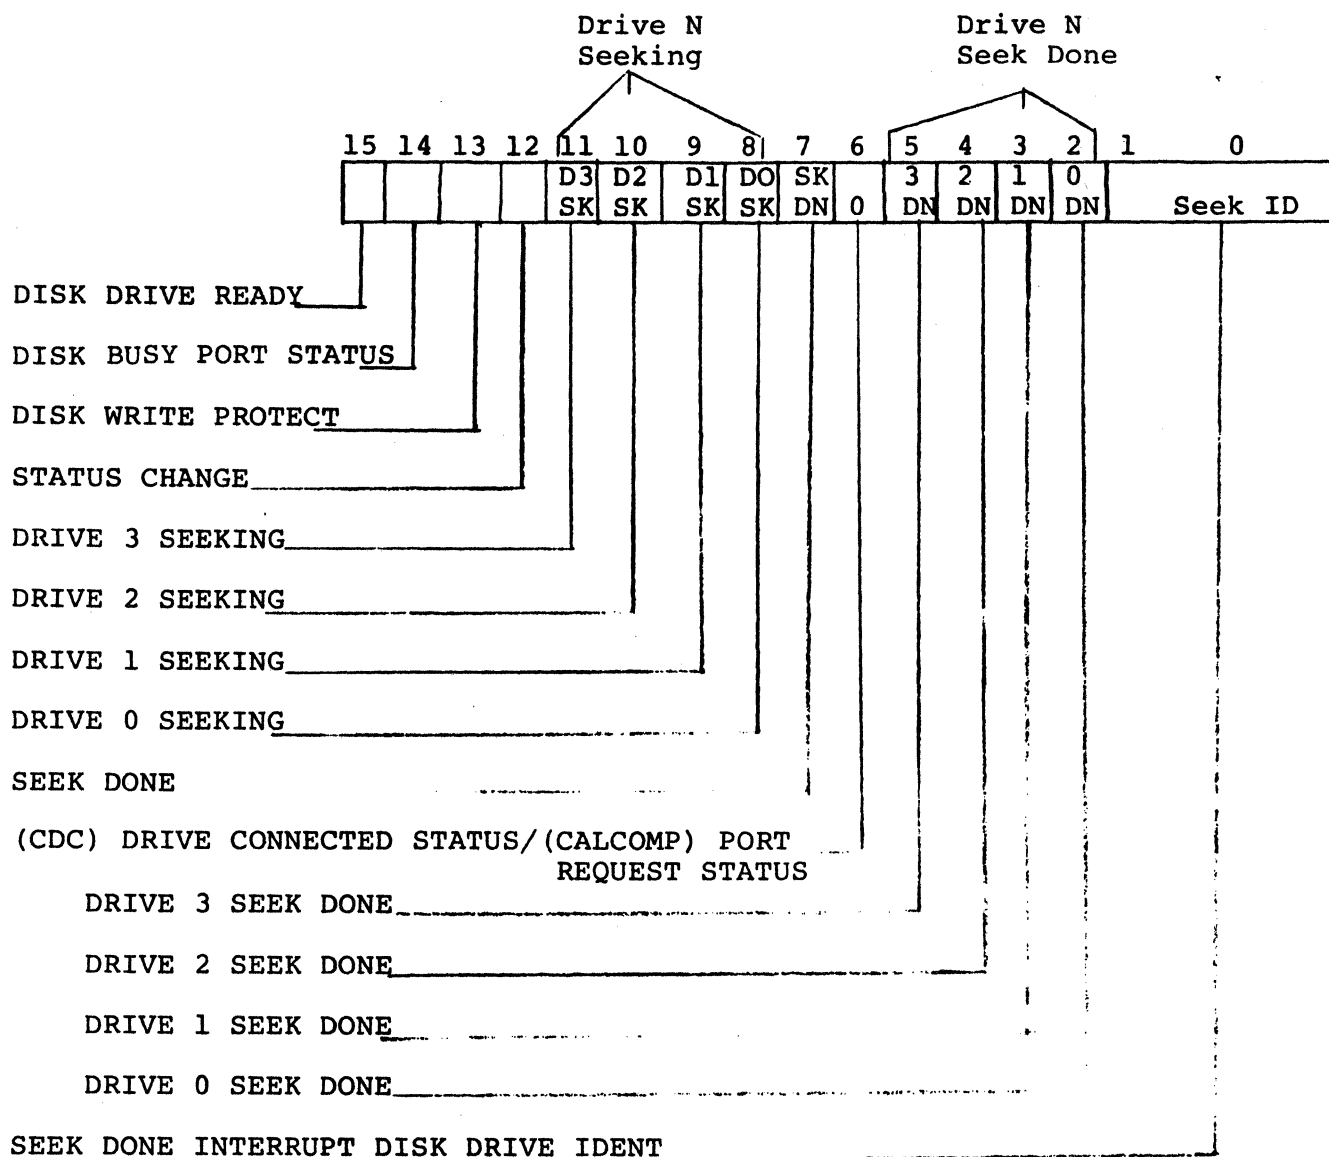 Drive N Drive N
Seeking Seek Done
15 14 13 12 11 10 9 8 7 6 5 4 3 2 1 0
D3 D2 D1 DO SK 3 2 1 0
SK SK SK SK DN 0 DN DN DN DN Seek ID
DISK DRIVE READY
DISK BUSY PORT STATUS
DISK WRITE PROTECT
STATUS CHANGE
DRIVE 3 SEEKING
DRIVE 2 SEEKING
DRIVE 1 SEEKING
DRIVE 0 SEEKING
SEEK DONE
(CDC) DRIVE CONNECTED STATUS/(CALCOMP) PORT
REQUEST STATUS
DRIVE 3 SEEK DONE
DRIVE 2 SEEK DONE
DRIVE 1 SEEK DONE
DRIVE 0 SEEK DONE
SEEK DONE INTERRUPT DISK DRIVE IDENT